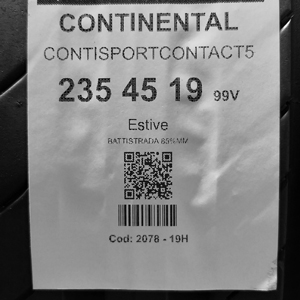 CONTINENTAL
CONTISPORTCONTACT5
235 45 19 99V
Estive
BATTISTRADA 85%MM
Cod: 2078 - 19H